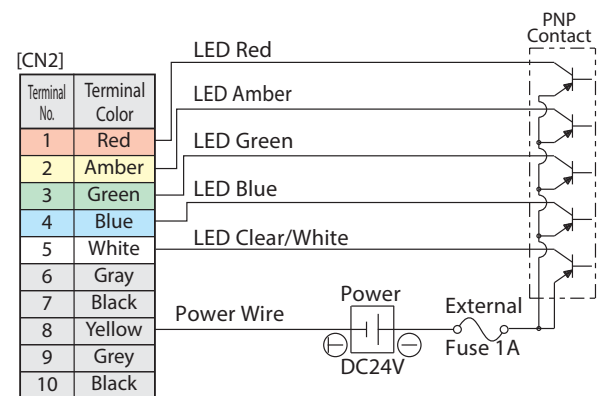 PNP
Contact
[CN2]
LED Red
Terminal No. Terminal Color
LED Amber
1 Red
LED Green
2 Amber
3 Green
LED Blue
4 Blue
5 White
LED Clear/White
6 Gray
7 Black
Power Wire
Power
External
8 Yellow
Fuse 1A
DC24V
9 Grey
10 Black